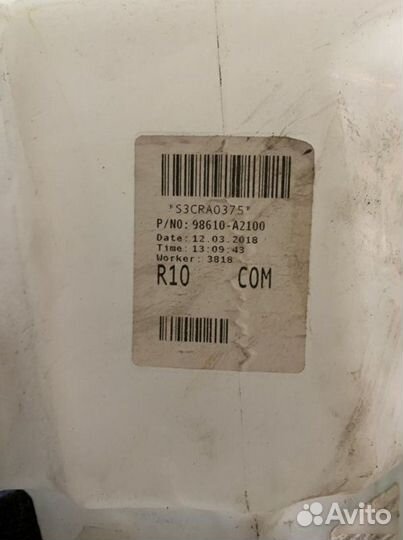 *S3CRA0375*
P/NO: 98610-A2100
Date: 12.03.2018
Time: 13:09:43
Worker: 3818
R10 COM
Avito